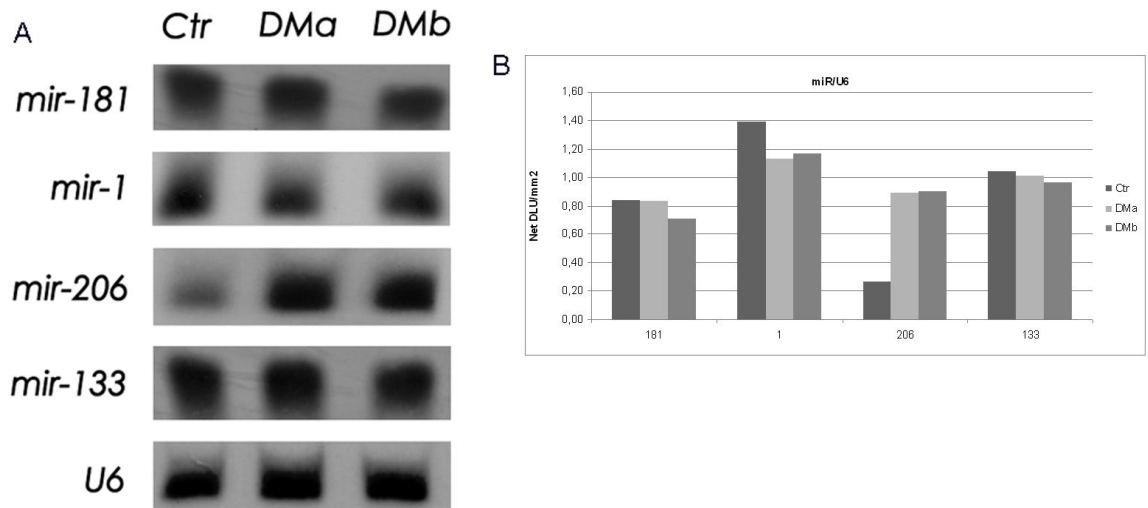 A
Ctr DMa DMb
mir-181
mir-1
mir-206
mir-133
U6
B
miR/U6
Net DLU/mm2
1,60
1,40
1,20
1,00
0,80
0,60
0,40
0,20
0,00
181 1 206 133
Ctr
DMa
DMb